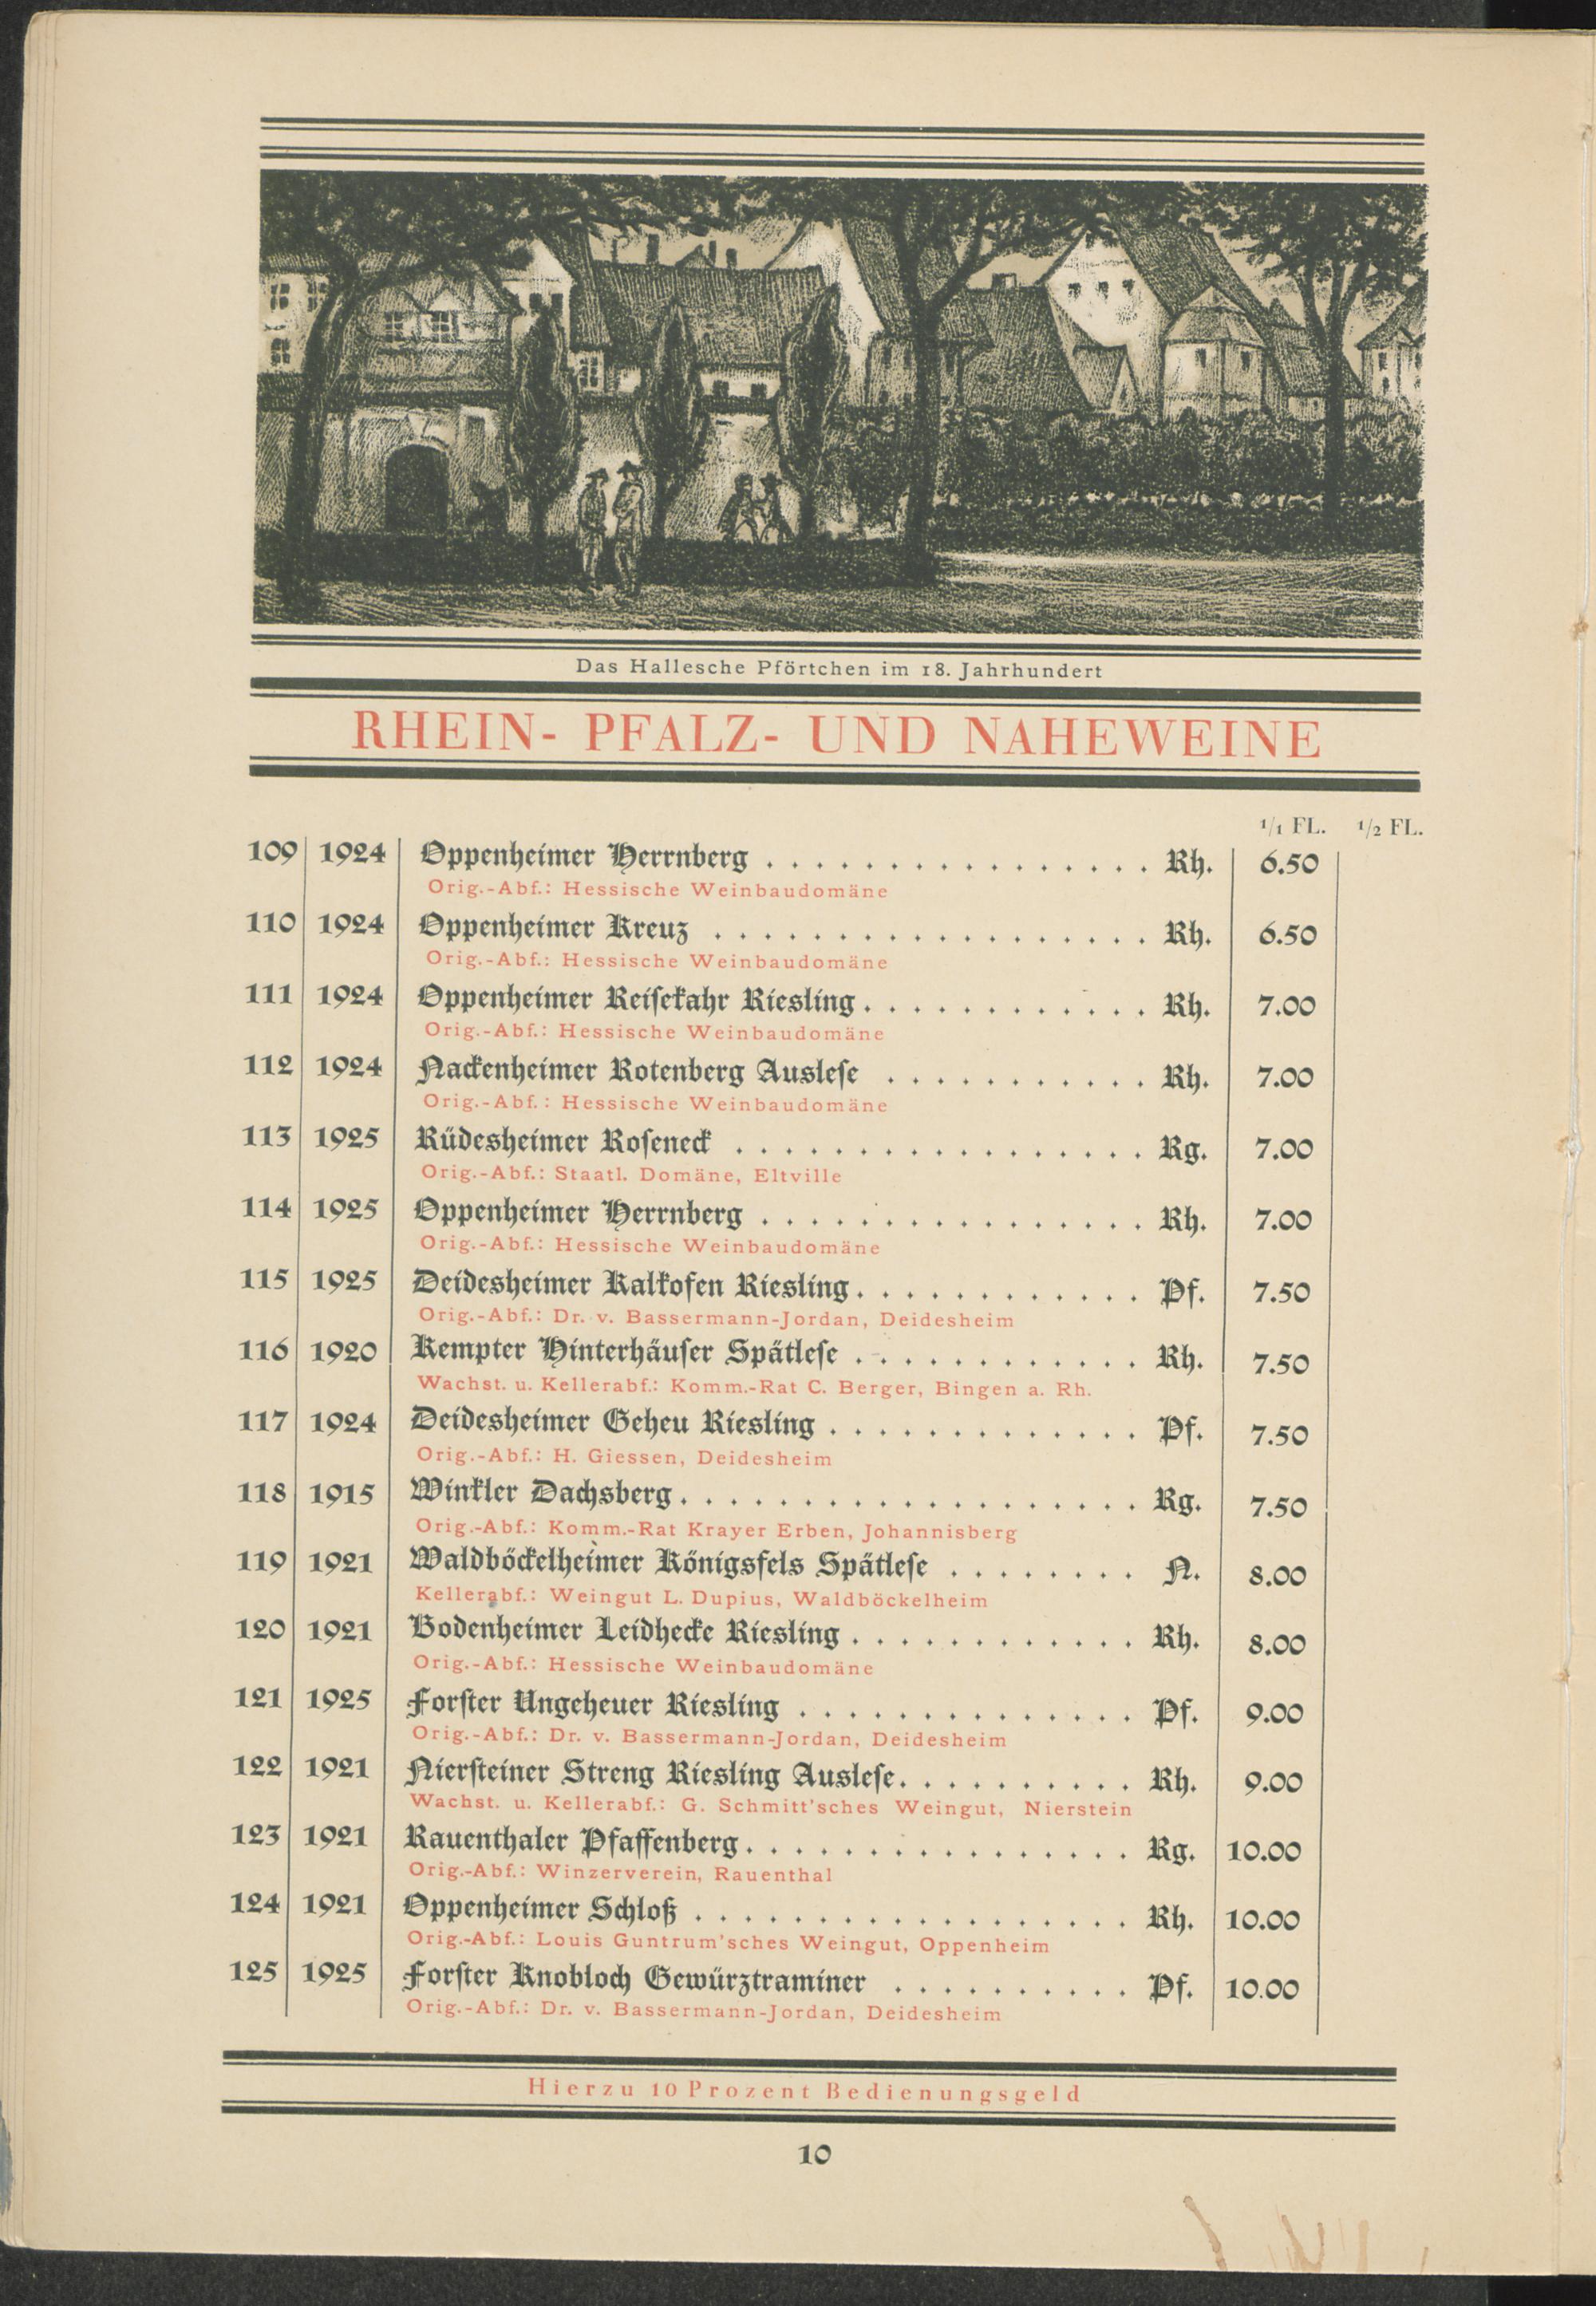 Das Hallesche Pförtchen im 18. Jahrhundert
RHEIN- PFALZ- UND NAHEWEINE
1/1 FL. 1/2 FL.
109 1924 Oppenheimer Herrnberg . . . . . . . . . . . . . . . . Rh. 6.50
Orig.-Abf.: Hessische Weinbaudomäne
110 1924 Oppenheimer Kreuz . . . . . . . . . . . . . . . . . . Rh. 6.50
Orig.-Abf.: Hessische Weinbaudomäne
111 1924 Oppenheimer Reisekahr Riesling . . . . . . . . . . . . Rh. 7.00
Orig.-Abf.: Hessische Weinbaudomäne
112 1924 Nackenheimer Rotenberg Auslese . . . . . . . . . . . Rh. 7.00
Orig.-Abf.: Hessische Weinbaudomäne
113 1925 Rüdesheimer Roseneck . . . . . . . . . . . . . . . . . Rg. 7.00
Orig.-Abf.: Staatl. Domäne, Eltville
114 1925 Oppenheimer Herrnberg . . . . . . . . . . . . . . . . Rh. 7.00
Orig.-Abf.: Hessische Weinbaudomäne
115 1925 Deidesheimer Kalkofen Riesling . . . . . . . . . . . . Pf. 7.50
Orig.-Abf.: Dr. v. Bassermann-Jordan, Deidesheim
116 1920 Kempter Hinterhäuser Spätlese . . . . . . . . . . . . Rh. 7.50
Wachst. u. Kellerabf.: Komm.-Rat C. Berger, Bingen a. Rh.
117 1924 Deidesheimer Geheu Riesling . . . . . . . . . . . . . Pf. 7.50
Orig.-Abf.: H. Giessen, Deidesheim
118 1915 Winkler Dachsberg . . . . . . . . . . . . . . . . . . . Rg. 7.50
Orig.-Abf.: Komm.-Rat Krayer Erben, Johannisberg
119 1921 Waldböckelheimer Königsfels Spätlese . . . . . . . . N. 8.00
Kellerabf.: Weingut L. Dupius, Waldböckelheim
120 1921 Bodenheimer Leidhecke Riesling . . . . . . . . . . . . Rh. 8.00
Orig.-Abf.: Hessische Weinbaudomäne
121 1925 Forster Ungeheuer Riesling . . . . . . . . . . . . . . Pf. 9.00
Orig.-Abf.: Dr. v. Bassermann-Jordan, Deidesheim
122 1921 Niersteiner Streng Riesling Auslese . . . . . . . . . . Rh. 9.00
Wachst. u. Kellerabf.: G. Schmitt'sches Weingut, Nierstein
123 1921 Rauenthaler Pfaffenberg . . . . . . . . . . . . . . . . Rg. 10.00
Orig.-Abf.: Winzerverein, Rauenthal
124 1921 Oppenheimer Schloß . . . . . . . . . . . . . . . . . . Rh. 10.00
Orig.-Abf.: Louis Guntrum'sches Weingut, Oppenheim
125 1925 Forster Knobloch Gewürztraminer . . . . . . . . . . Pf. 10.00
Orig.-Abf.: Dr. v. Bassermann-Jordan, Deidesheim
Hierzu 10 Prozent Bedienungsgeld
10